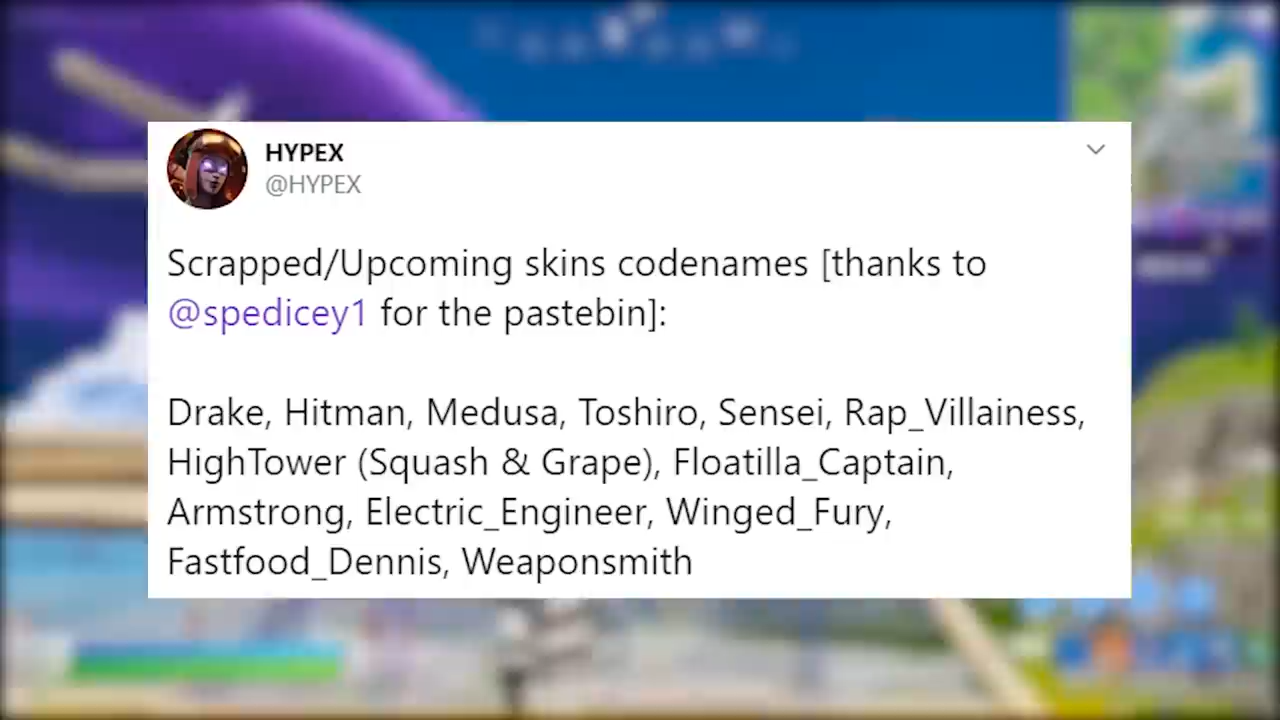 HYPEX
@HYPEX
Scrapped/Upcoming skins codenames [thanks to
@spedicey1 for the pastebin]:
Drake, Hitman, Medusa, Toshiro, Sensei, Rap_Villainess,
HighTower (Squash & Grape), Floatilla_Captain,
Armstrong, Electric_Engineer, Winged_Fury,
Fastfood_Dennis, Weaponsmith